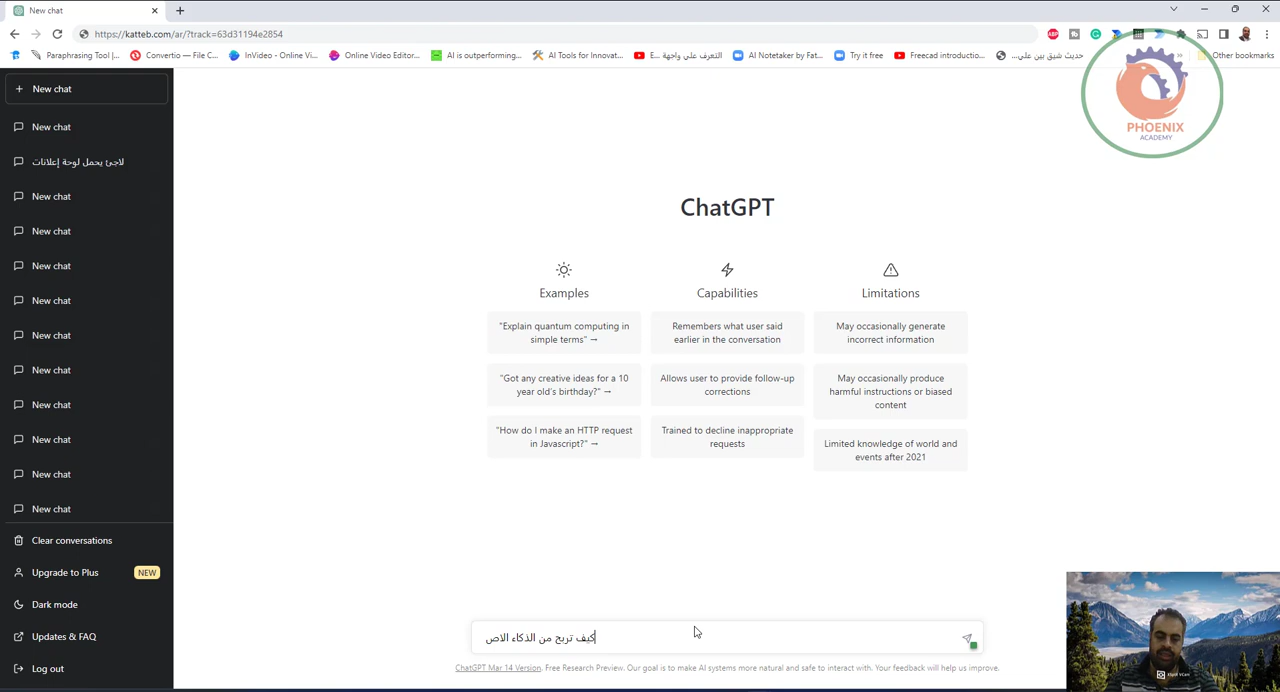 New chat
https://katteb.com/ar/?track=63d31194e2854
Paraphrasing Tool |...
Convertio — File C...
InVideo - Online Vi...
Online Video Editor...
AI is outperforming...
AI Tools for Innovat...
التعرف علي واجهة ... E
AI Notetaker by Fat...
Try it free
Freecad introductio...
حديث شيق بين علي...
Other bookmarks
PHOENIX
ACADEMY
New chat
New chat
لاجئ يحمل لوحة إعلانات
New chat
New chat
New chat
New chat
New chat
New chat
New chat
New chat
New chat
New chat
Clear conversations
Upgrade to Plus
NEW
Dark mode
Updates & FAQ
Log out
ChatGPT
Examples
"Explain quantum computing in
simple terms" →
"Got any creative ideas for a 10
year old's birthday?" →
"How do I make an HTTP request
in Javascript?" →
Capabilities
Remembers what user said
earlier in the conversation
Allows user to provide follow-up
corrections
Trained to decline inappropriate
requests
Limitations
May occasionally generate
incorrect information
May occasionally produce
harmful instructions or biased
content
Limited knowledge of world and
events after 2021
كيف تربح من الذكاء الاص
ChatGPT Mar 14 Version. Free Research Preview. Our goal is to make AI systems more natural and safe to interact with. Your feedback will help us improve.